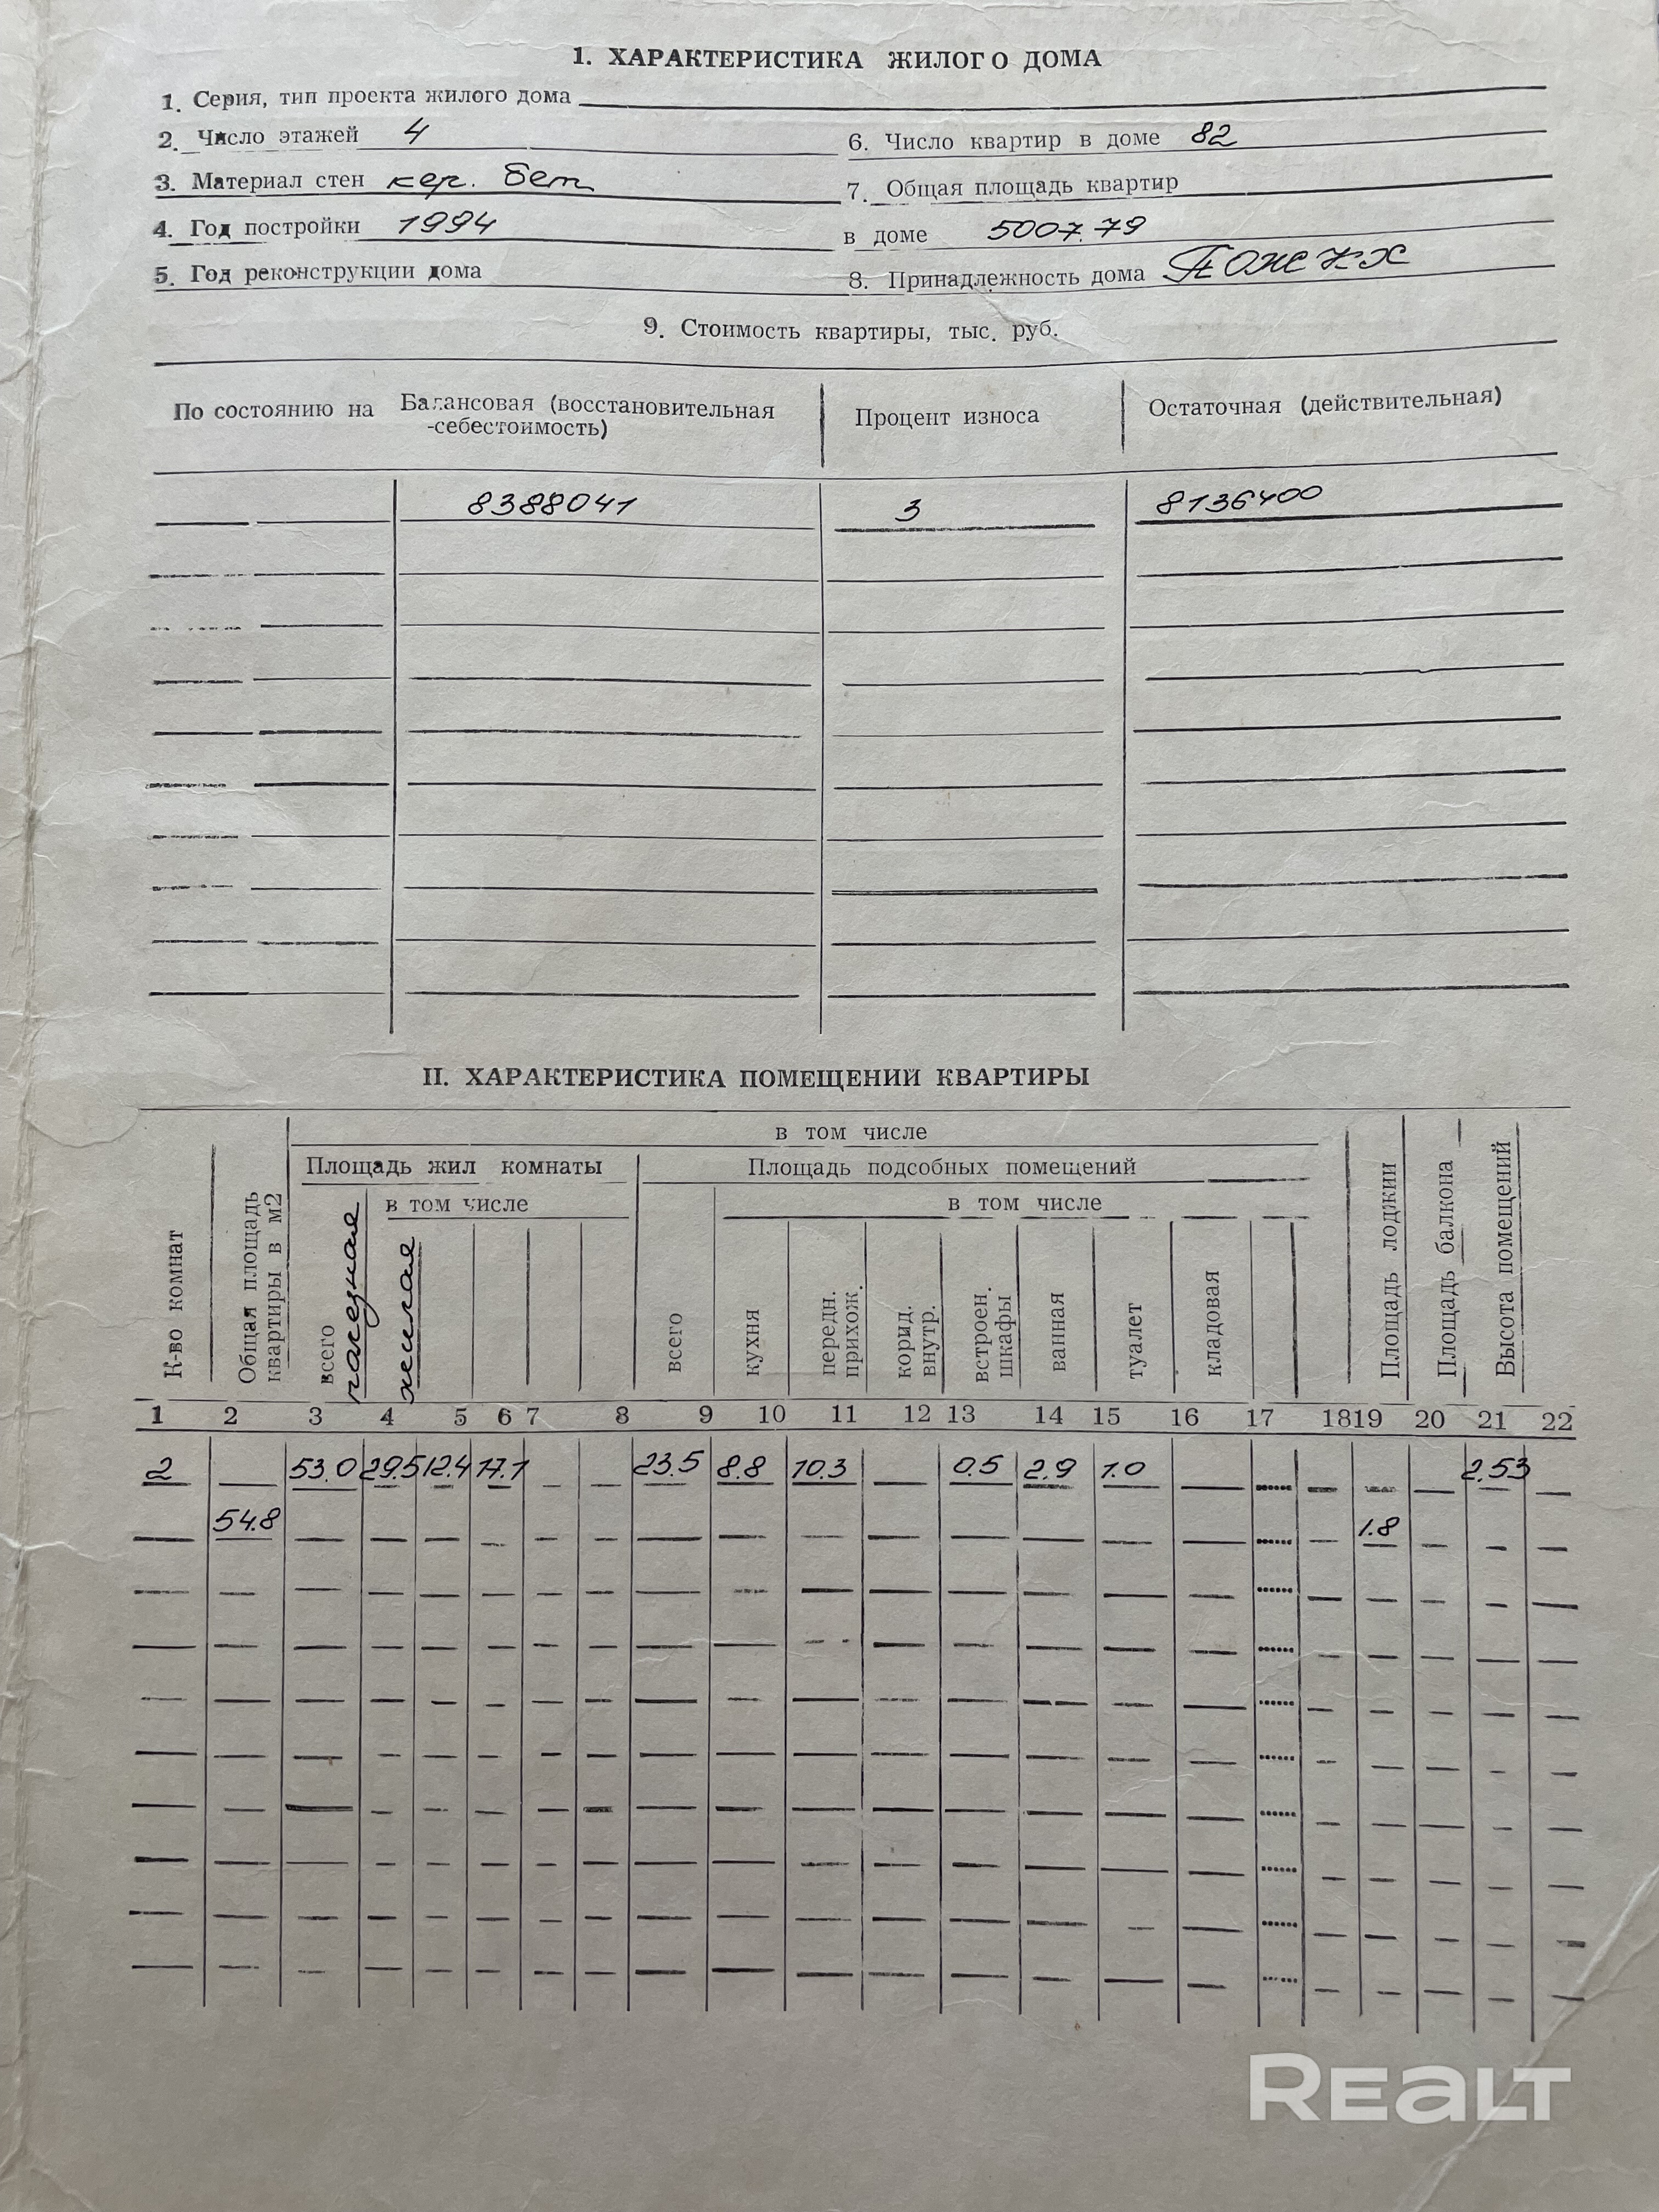 1. ХАРАКТЕРИСТИКА ЖИЛОГО ДОМА
1. Серия, тип проекта жилого дома
2. Число этажей 4
3. Материал стен кер. бет
4. Год постройки 1994
5. Год реконструкции дома
6. Число квартир в доме 82
7. Общая площадь квартир
в доме 5007.79
8. Принадлежность дома
9. Стоимость квартиры, тыс. руб.
По состоянию на
Балансовая (восстановительная
-себестоимость)
Процент износа
Остаточная (действительная)
8388041 3 8136400
II. ХАРАКТЕРИСТИКА ПОМЕЩЕНИЙ КВАРТИРЫ
в том числе
Площадь жил комнаты
Площадь подсобных помещений
в том числе
в том числе
К-во комнат
Общая площадь
квартиры в м2
всего
полезная
жилая
всего
кухня
передн.
прихож.
корид.
внутр.
встроен.
шкафы
ванная
туалет
кладовая
Площадь лоджии
Площадь балкона
Высота помещений
1 2 3 4 5 6 7 8 9 10 11 12 13 14 15 16 17 18 19 20 21 22
2 53.0 29.5 12.4 17.1 23.5 8.8 10.3 0.5 2.9 1.0 2.53
54.8 1.8
REALT